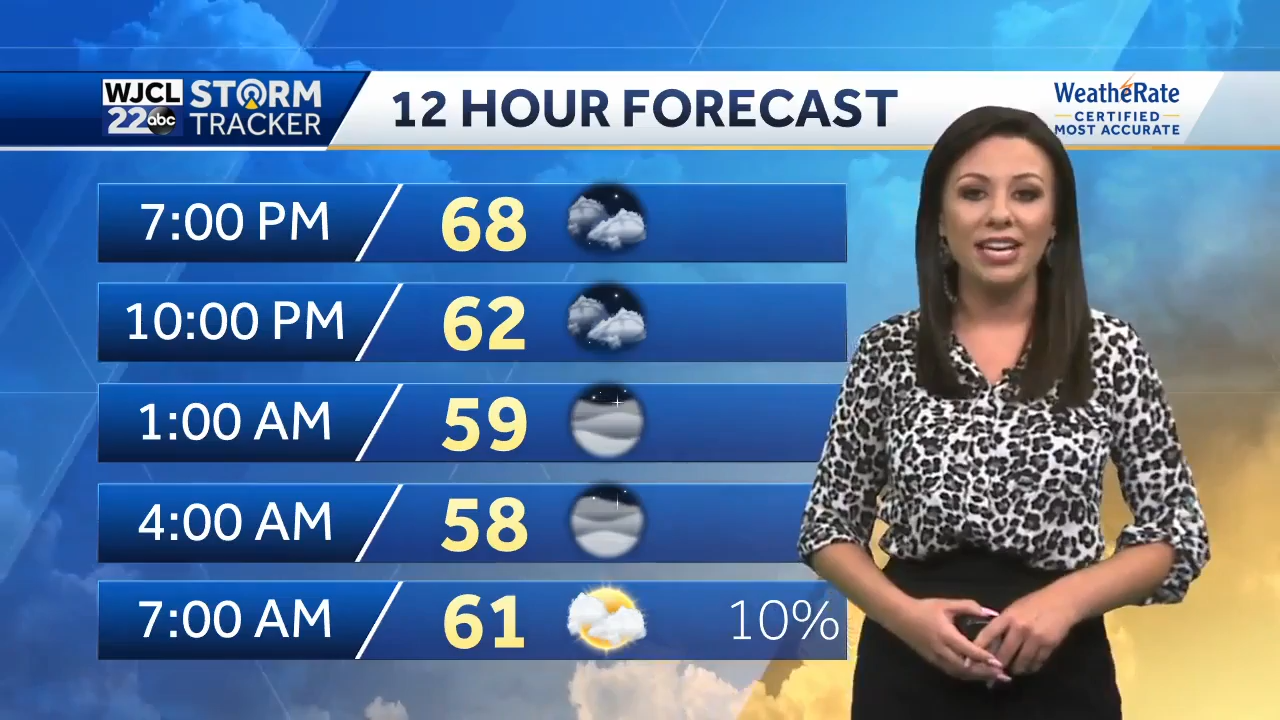 WJCL
22 abc
STORM
TRACKER
12 HOUR FORECAST
WeatheRate
CERTIFIED
MOST ACCURATE
7:00 PM 68
10:00 PM 62
1:00 AM 59
4:00 AM 58
7:00 AM 61 10%